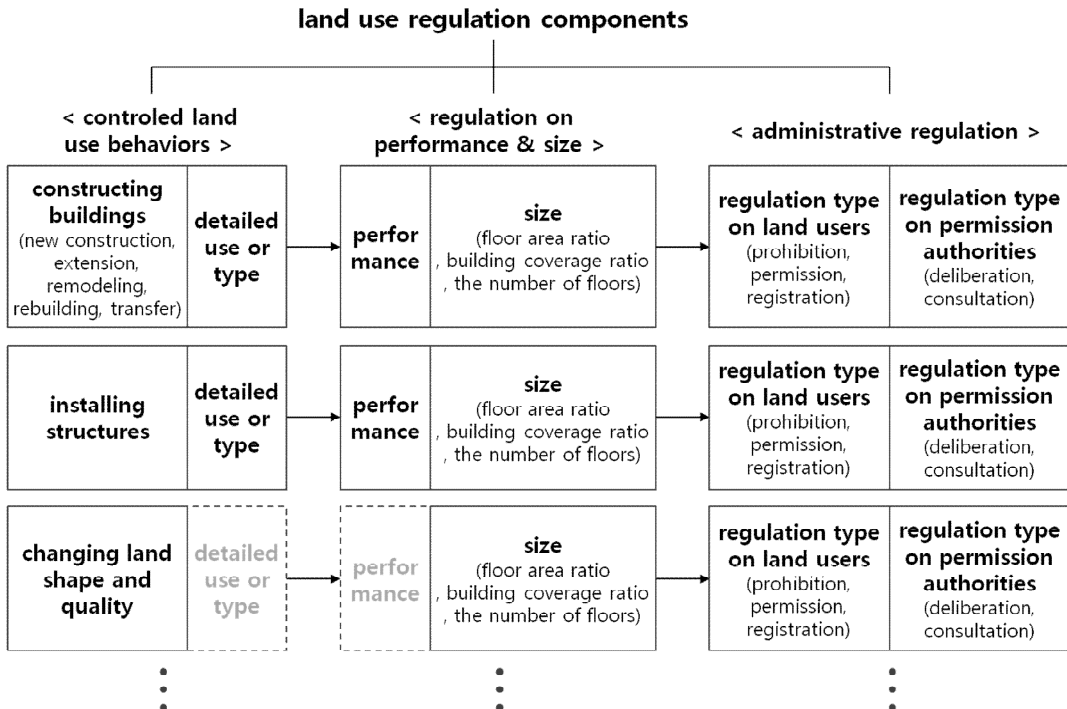 land use regulation components
< controled land
use behaviors >
< regulation on
performance & size >
< administrative regulation >
constructing
buildings
(new construction,
extension,
remodeling,
rebuilding, transfer)
detailed
use or
type
perfor
mance
size
(floor area ratio
, building coverage ratio
, the number of floors)
regulation type
on land users
(prohibition,
permission,
registration)
regulation type
on permission
authorities
(deliberation,
consultation)
installing
structures
detailed
use or
type
perfor
mance
size
(floor area ratio
, building coverage ratio
, the number of floors)
regulation type
on land users
(prohibition,
permission,
registration)
regulation type
on permission
authorities
(deliberation,
consultation)
changing land
shape and
quality
detailed
use or
type
perfor
mance
size
(floor area ratio
, building coverage ratio
, the number of floors)
regulation type
on land users
(prohibition,
permission,
registration)
regulation type
on permission
authorities
(deliberation,
consultation)